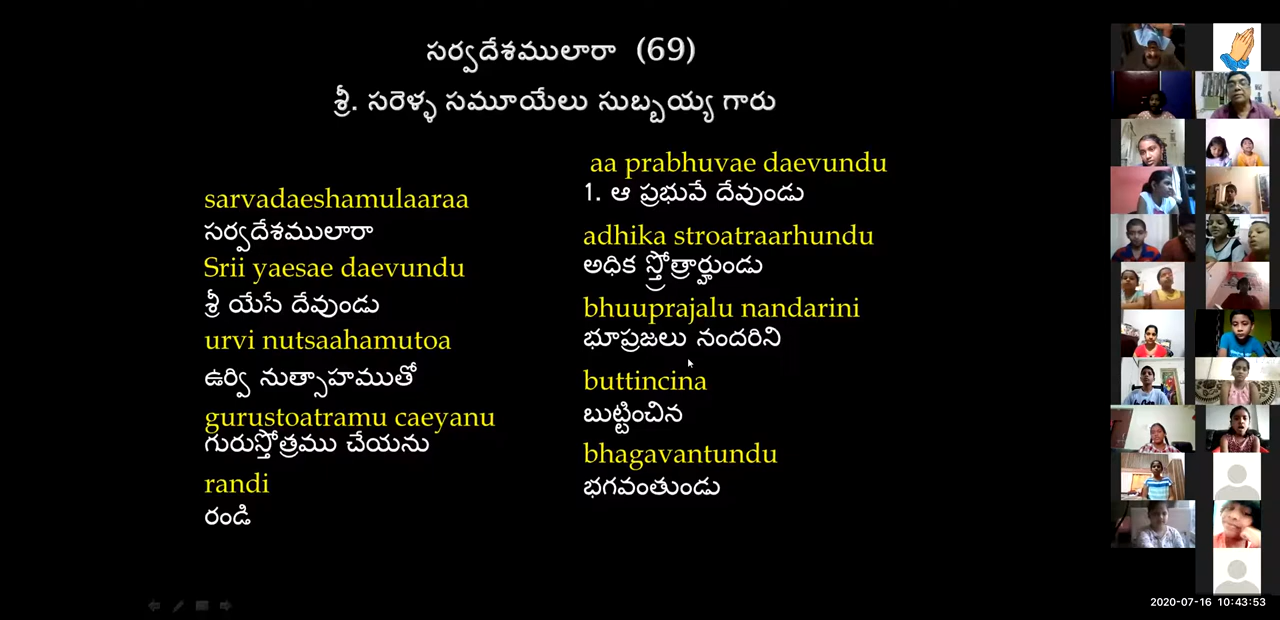 సర్వదేశములారా (69)
శ్రీ. సరెళ్ళ సమూయేలు సుబ్బయ్య గారు
sarvadaeshamulaaraa
సర్వదేశములారా
Srii yaesae daevundu
శ్రీ యేసే దేవుండు
urvi nutsaahamutoa
ఉర్వి నుత్సాహముతో
gurustoatramu caeyanu
గురుస్తోత్రము చేయను
randi
రండి
aa prabhuvae daevundu
1. ఆ ప్రభువే దేవుండు
adhika stroatraarhundu
అధిక స్త్రోత్రార్హుండు
bhuuprajalu nandarini
భూప్రజలు నందరిని
buttincina
బుట్టించిన
bhagavantundu
భగవంతుండు
2020-07-16 10:43:53